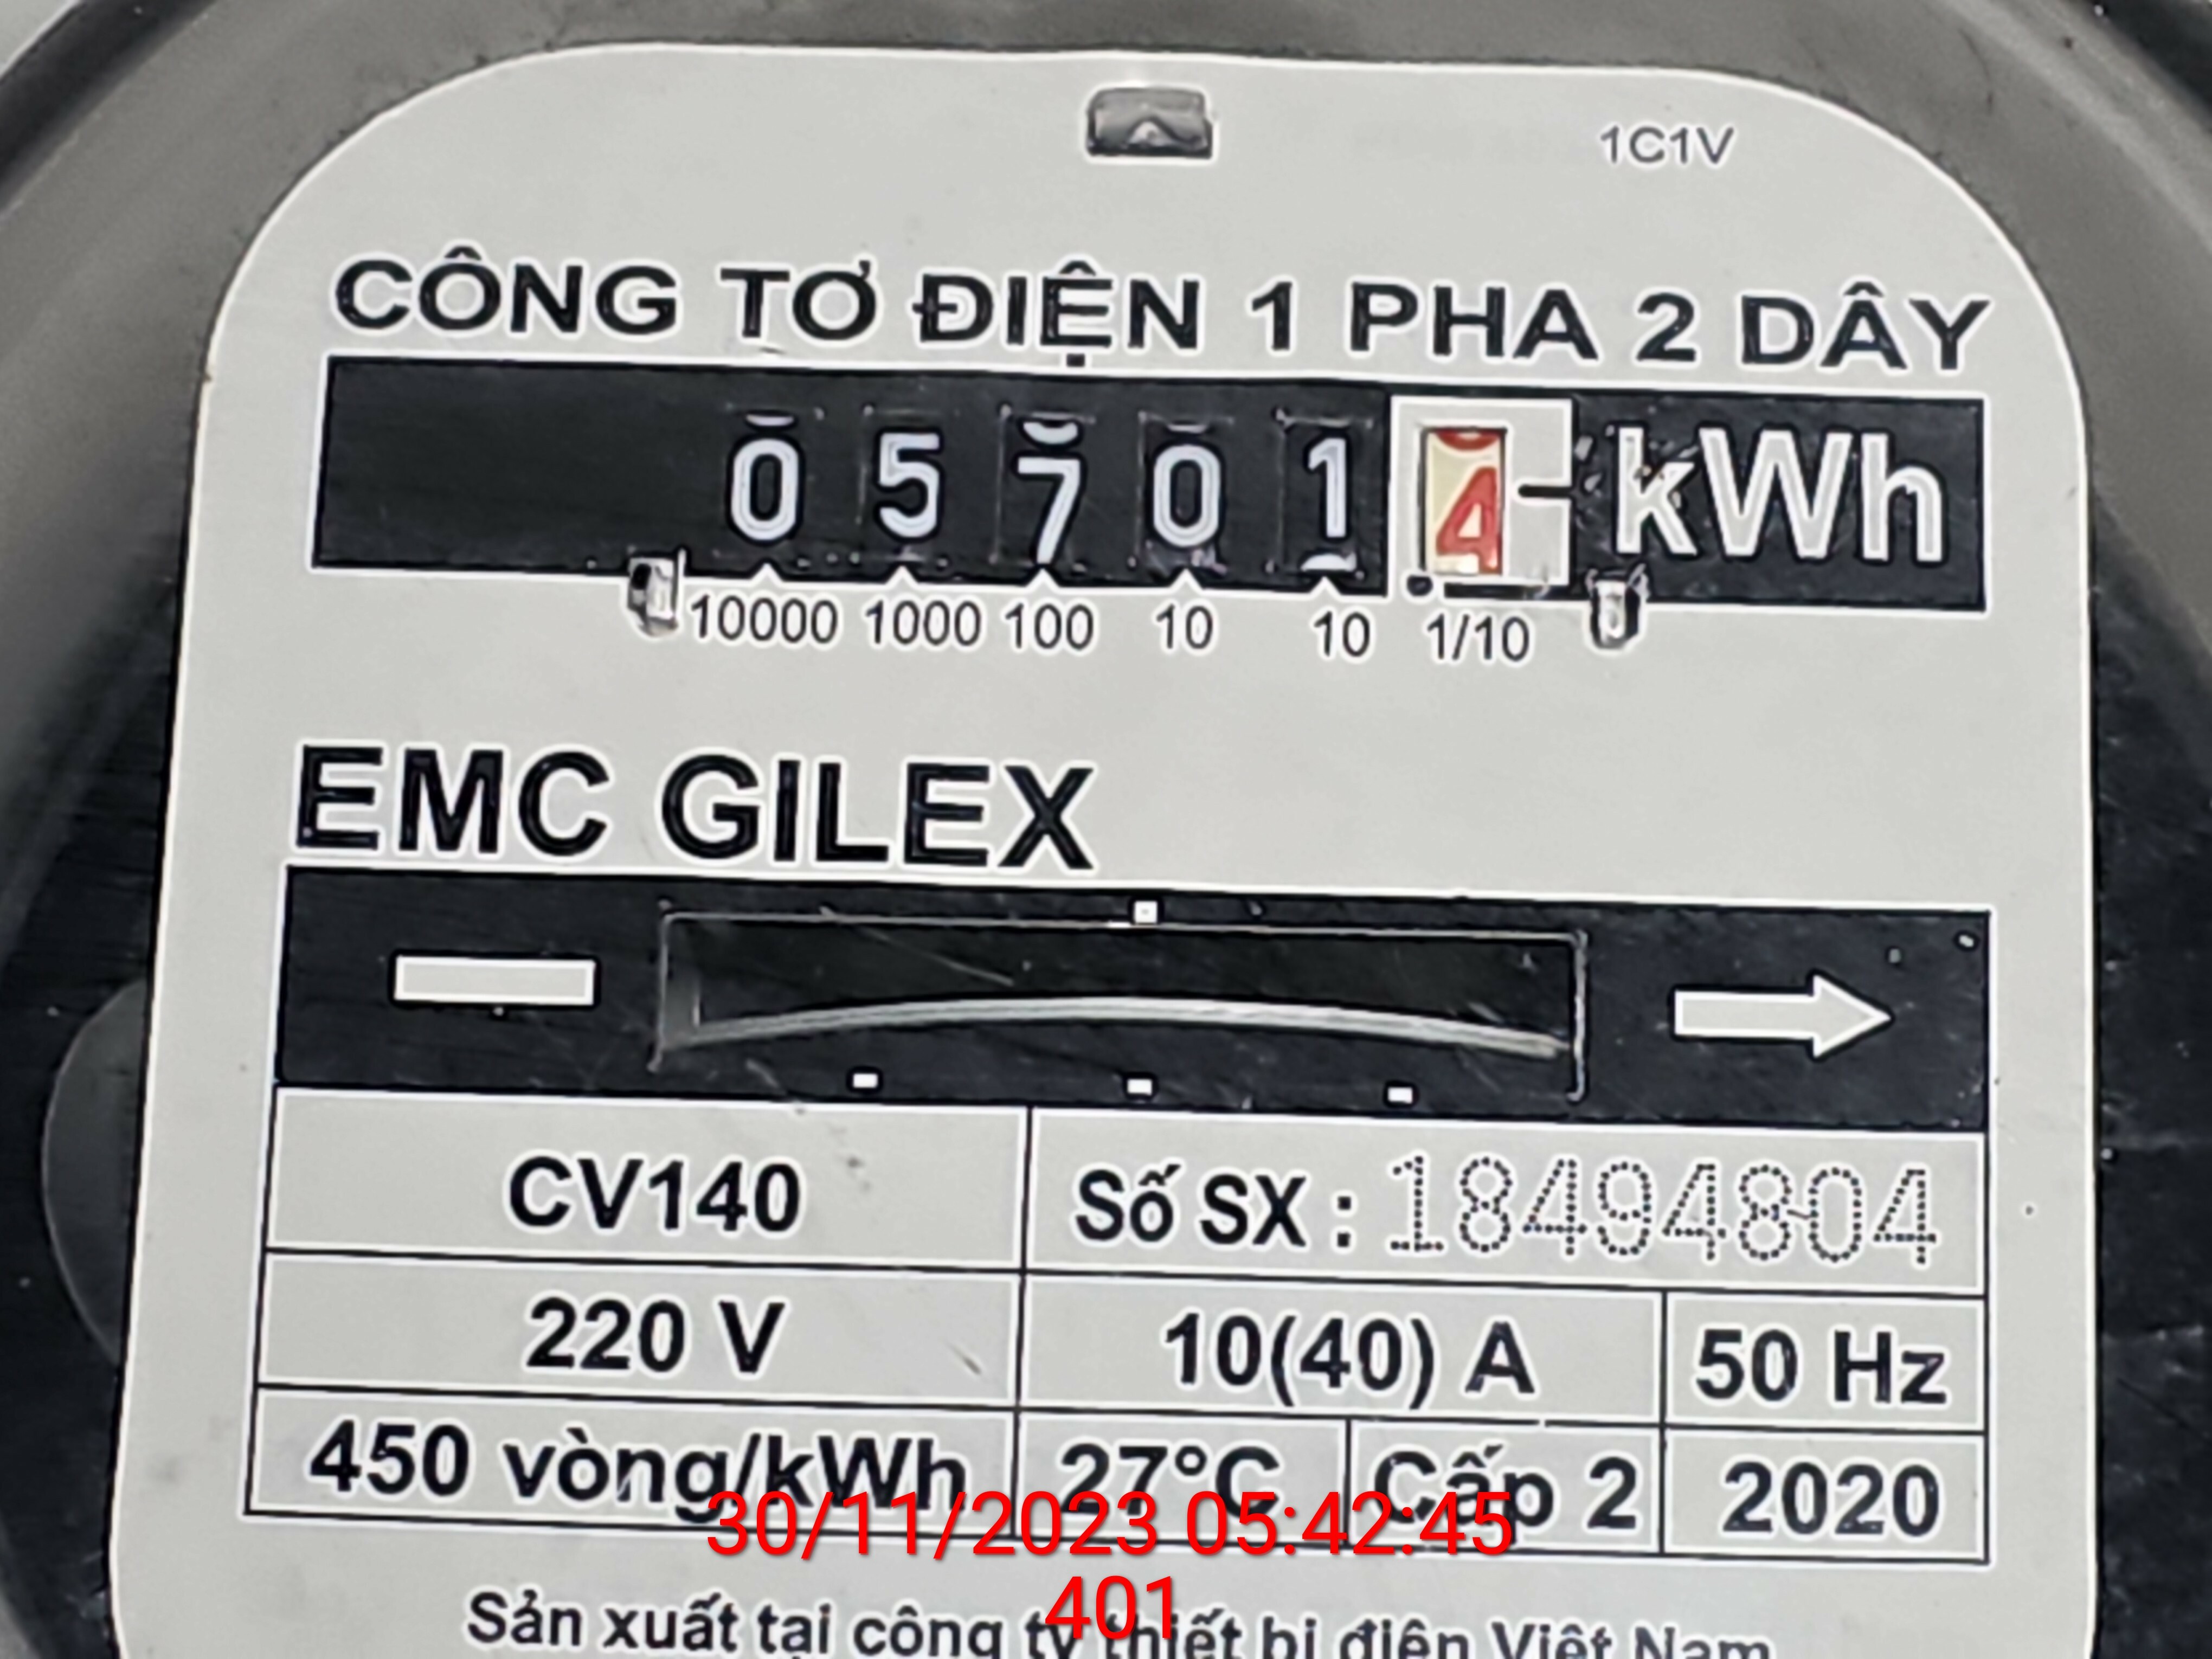 1C1V
CÔNG TƠ ĐIỆN 1 PHA 2 DÂY
0 5 7 0 1 4 kWh
10000 1000 100 10 10 1/10
EMC GILEX
CV140 Số SX : 18494804
220 V 10(40) A 50 Hz
450 vòng/kWh 27°C Cấp 2 2020
30/11/2023 05:42:45
401
Sản xuất tại công ty thiết bị điện Việt Nam